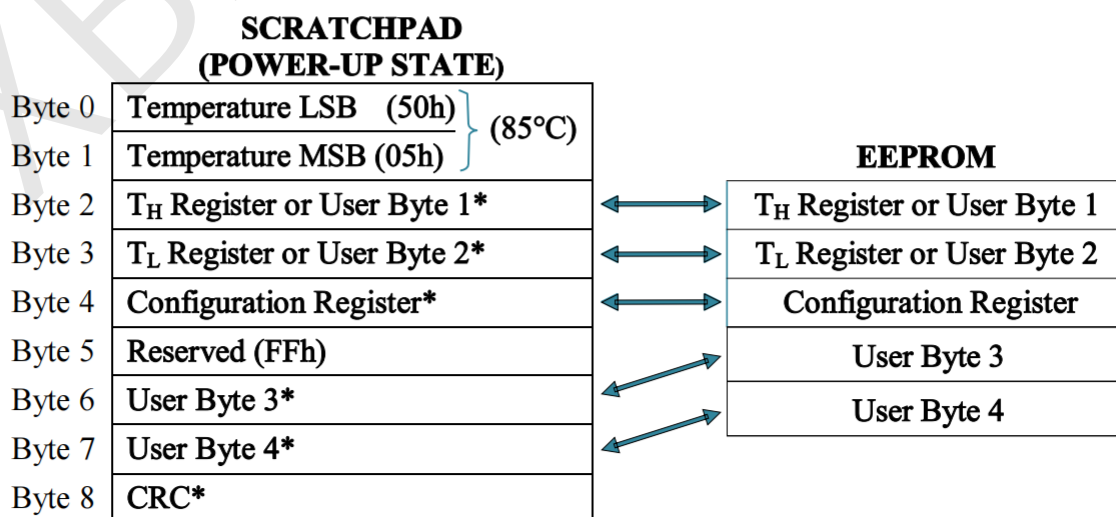 SCRATCHPAD
(POWER-UP STATE)
Byte 0 Temperature LSB (50h)
(85°C)
Byte 1 Temperature MSB (05h)
EEPROM
Byte 2 TH Register or User Byte 1* TH Register or User Byte 1
Byte 3 TL Register or User Byte 2* TL Register or User Byte 2
Byte 4 Configuration Register* Configuration Register
Byte 5 Reserved (FFh)
User Byte 3
Byte 6 User Byte 3*
User Byte 4
Byte 7 User Byte 4*
Byte 8 CRC*